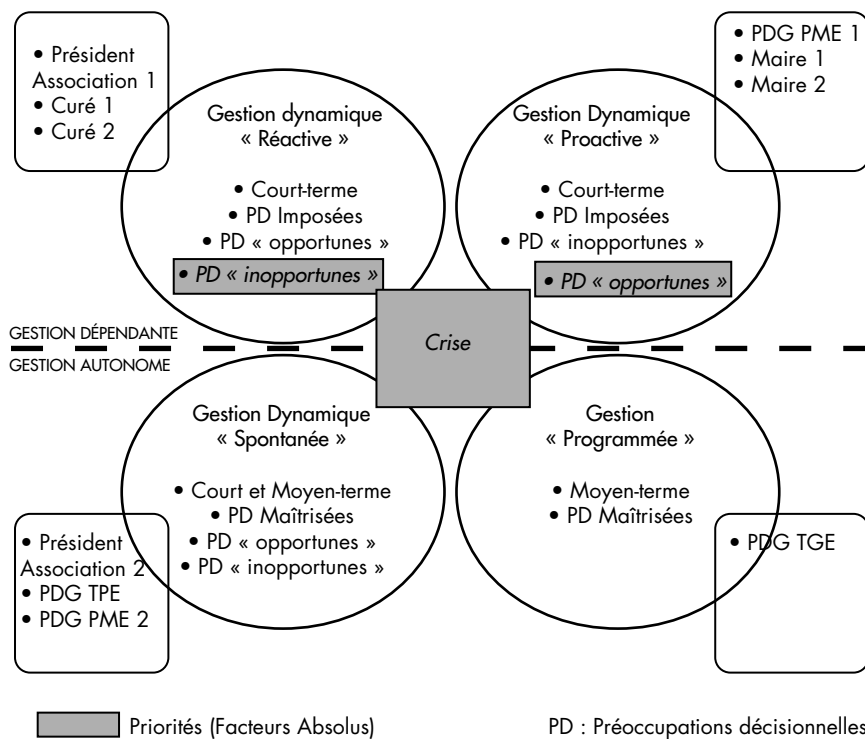 • Président
Association 1
• Curé 1
• Curé 2
Gestion dynamique
« Réactive »
• Court-terme
• PD Imposées
• PD « opportunes »
• PD « inopportunes »
• PDG PME 1
• Maire 1
• Maire 2
Gestion Dynamique
« Proactive »
• Court-terme
• PD Imposées
• PD « inopportunes »
• PD « opportunes »
GESTION DÉPENDANTE
GESTION AUTONOME
Crise
Gestion Dynamique
« Spontanée »
• Court et Moyen-terme
• PD Maîtrisées
• PD « opportunes »
• PD « inopportunes »
• Président
Association 2
• PDG TPE
• PDG PME 2
Gestion
« Programmée »
• Moyen-terme
• PD Maîtrisées
• PDG TGE
Priorités (Facteurs Absolus)
PD : Préoccupations décisionnelles